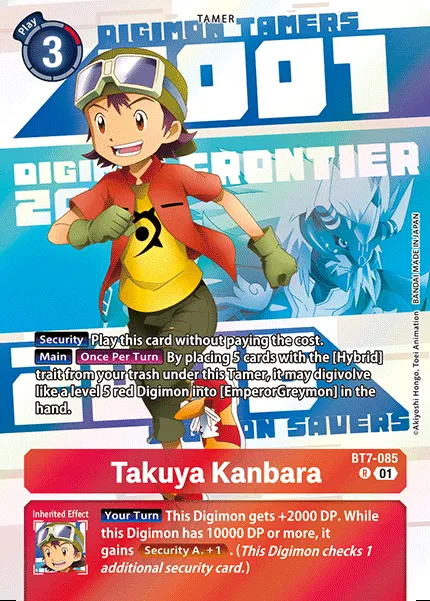 TAMER
Play
3
DIGIMON TAMERS
2001
DIGIMON FRONTIER
Security Play this card without paying the cost.
Main Once Per Turn By placing 5 cards with the [Hybrid]
trait from your trash under this Tamer, it may digivolve
like a level 5 red Digimon into [EmperorGreymon] in the
hand.
SAVERS
©Akiyoshi Hongo, Toei Animation BANDAI MADE IN JAPAN
BT7-085
Takuya Kanbara
R 01
Inherited Effect
Your Turn This Digimon gets +2000 DP. While
this Digimon has 10000 DP or more, it
gains Security A. +1 . (This Digimon checks 1
additional security card.)